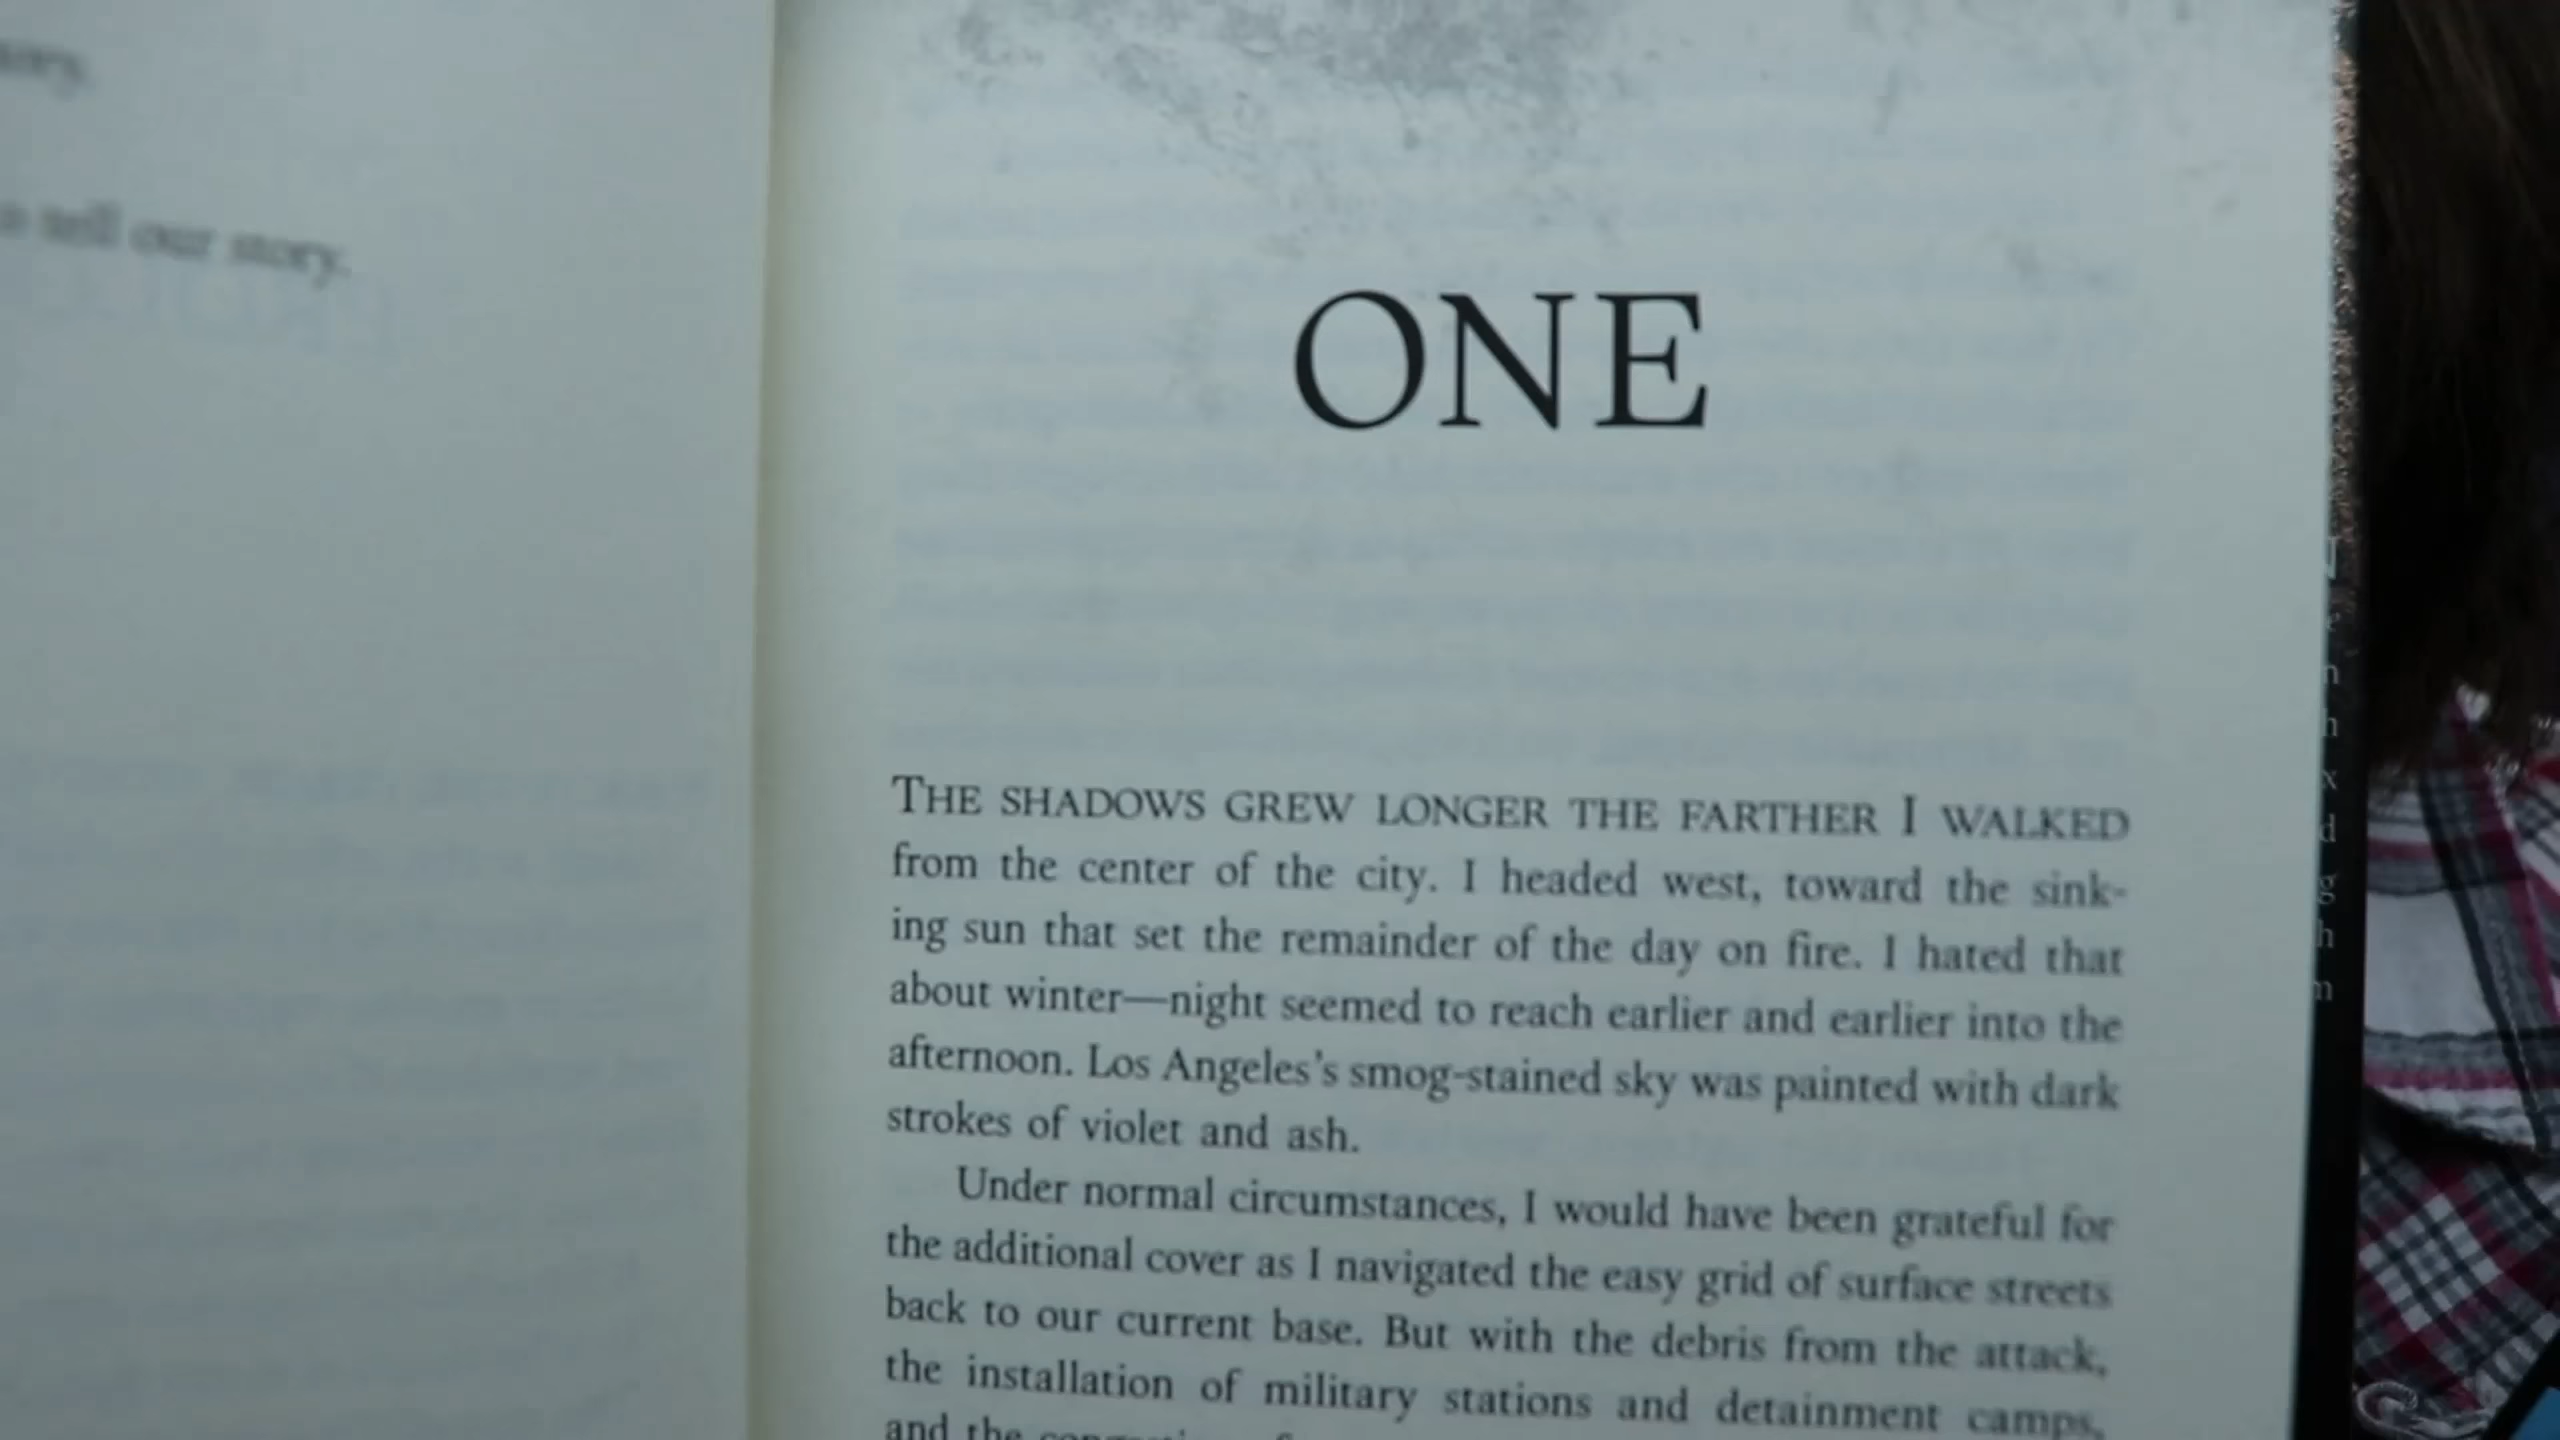 tell our story.
ONE
THE SHADOWS GREW LONGER THE FARTHER I WALKED
from the center of the city. I headed west, toward the sink-
ing sun that set the remainder of the day on fire. I hated that
about winter—night seemed to reach earlier and earlier into the
afternoon. Los Angeles's smog-stained sky was painted with dark
strokes of violet and ash.
Under normal circumstances, I would have been grateful for
the additional cover as I navigated the easy grid of surface streets
back to our current base. But with the debris from the attack,
the installation of military stations and detainment camps,
and the